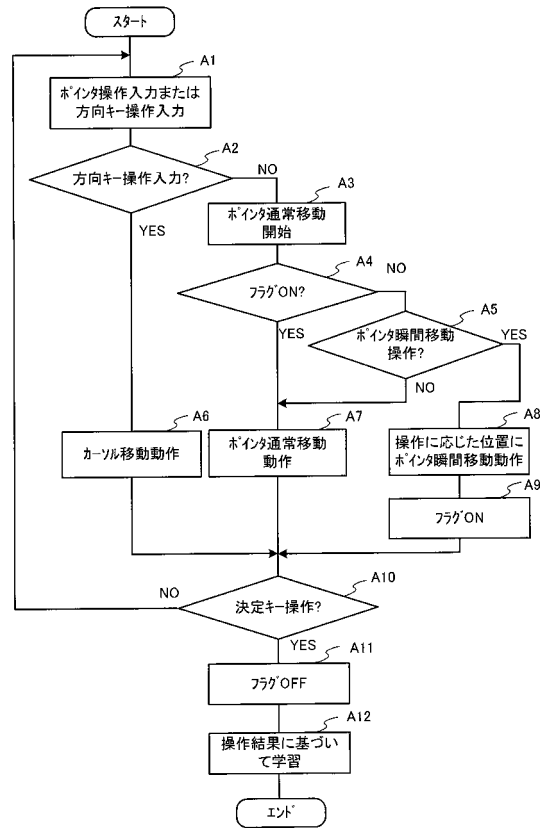 スタート
A1
ポインタ操作入力または
方向キー操作入力
A2
方向キー操作入力?
NO
YES
A3
ポインタ通常移動
開始
A4
フラグON?
NO
YES
A5
ポインタ瞬間移動
操作?
YES
NO
A6
カーソル移動動作
A7
ポインタ通常移動
動作
A8
操作に応じた位置に
ポインタ瞬間移動動作
A9
フラグON
A10
決定キー操作?
NO
YES
A11
フラグOFF
A12
操作結果に基づい
て学習
エンド